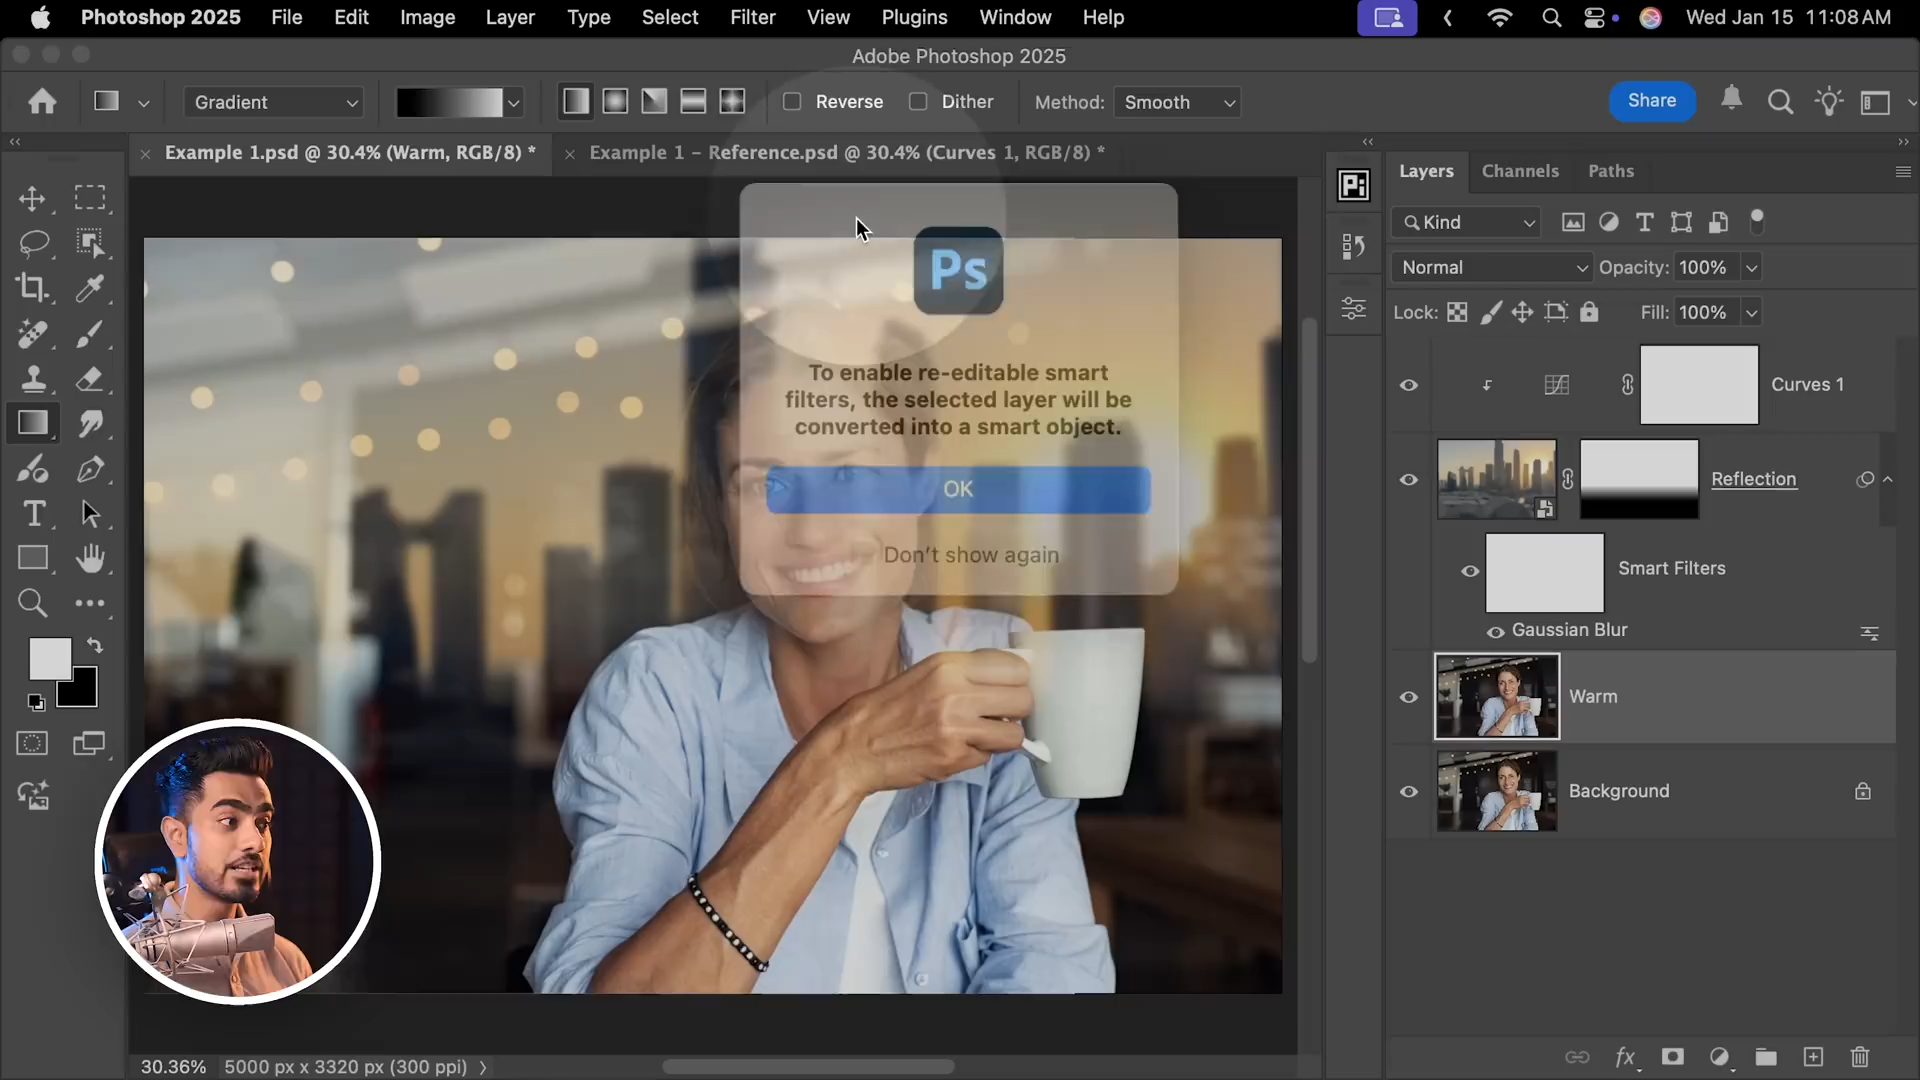 Photoshop 2025 File Edit Image Layer Type Select Filter View Plugins Window Help Wed Jan 15 11:08 AM
Adobe Photoshop 2025
Gradient Reverse Dither Method: Smooth Share
Example 1.psd @ 30.4% (Warm, RGB/8) * Example 1 – Reference.psd @ 30.4% (Curves 1, RGB/8) *
Layers Channels Paths
Kind
Normal Opacity: 100%
Lock: Fill: 100%
Ps
To enable re-editable smart
filters, the selected layer will be
converted into a smart object.
OK
Don't show again
Curves 1
Reflection
Smart Filters
Gaussian Blur
Warm
Background
30.36% 5000 px x 3320 px (300 ppi)